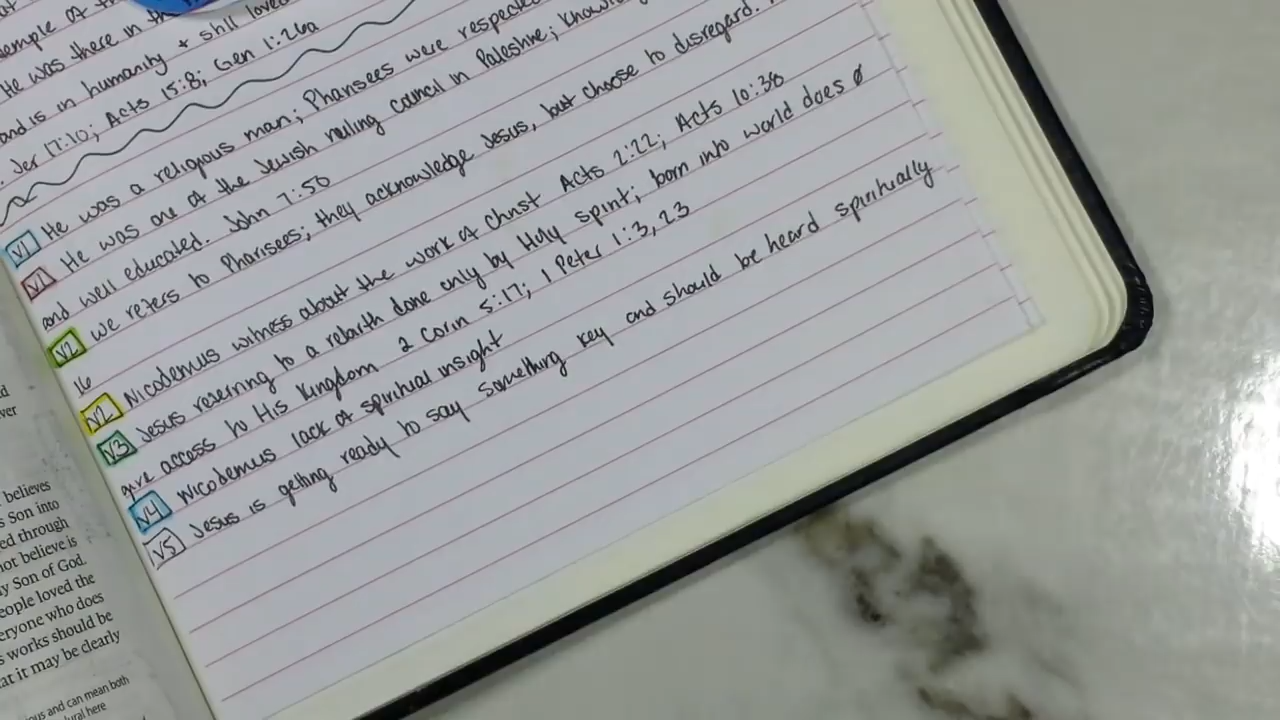 temple of
He was there in the
and is in humanity + still loved
Jer 17:10; Acts 15:8; Gen 1:26a
V1 He was a religious man; Pharisees were respected
V1 He was one of the Jewish ruling council in Palestine;
and well educated. John 7:50
V2 we refers to Pharisees; they acknowledge Jesus, but choose to disregard.
16
V2 Nicodemus witness about the work of Christ Acts 2:22; Acts 10:38
V3 Jesus referring to a rebirth done only by Holy spirit; born into world does ∅
give access to His Kingdom 2 Corin 5:17; 1 Peter 1:3, 23
V4 Nicodemus lack of spiritual insight
V5 Jesus is getting ready to say something key and should be heard spiritually
believes
Son into
through
not believe is
Son of God.
people loved the
everyone who does
works should be
that it may be clearly
and can mean both
here